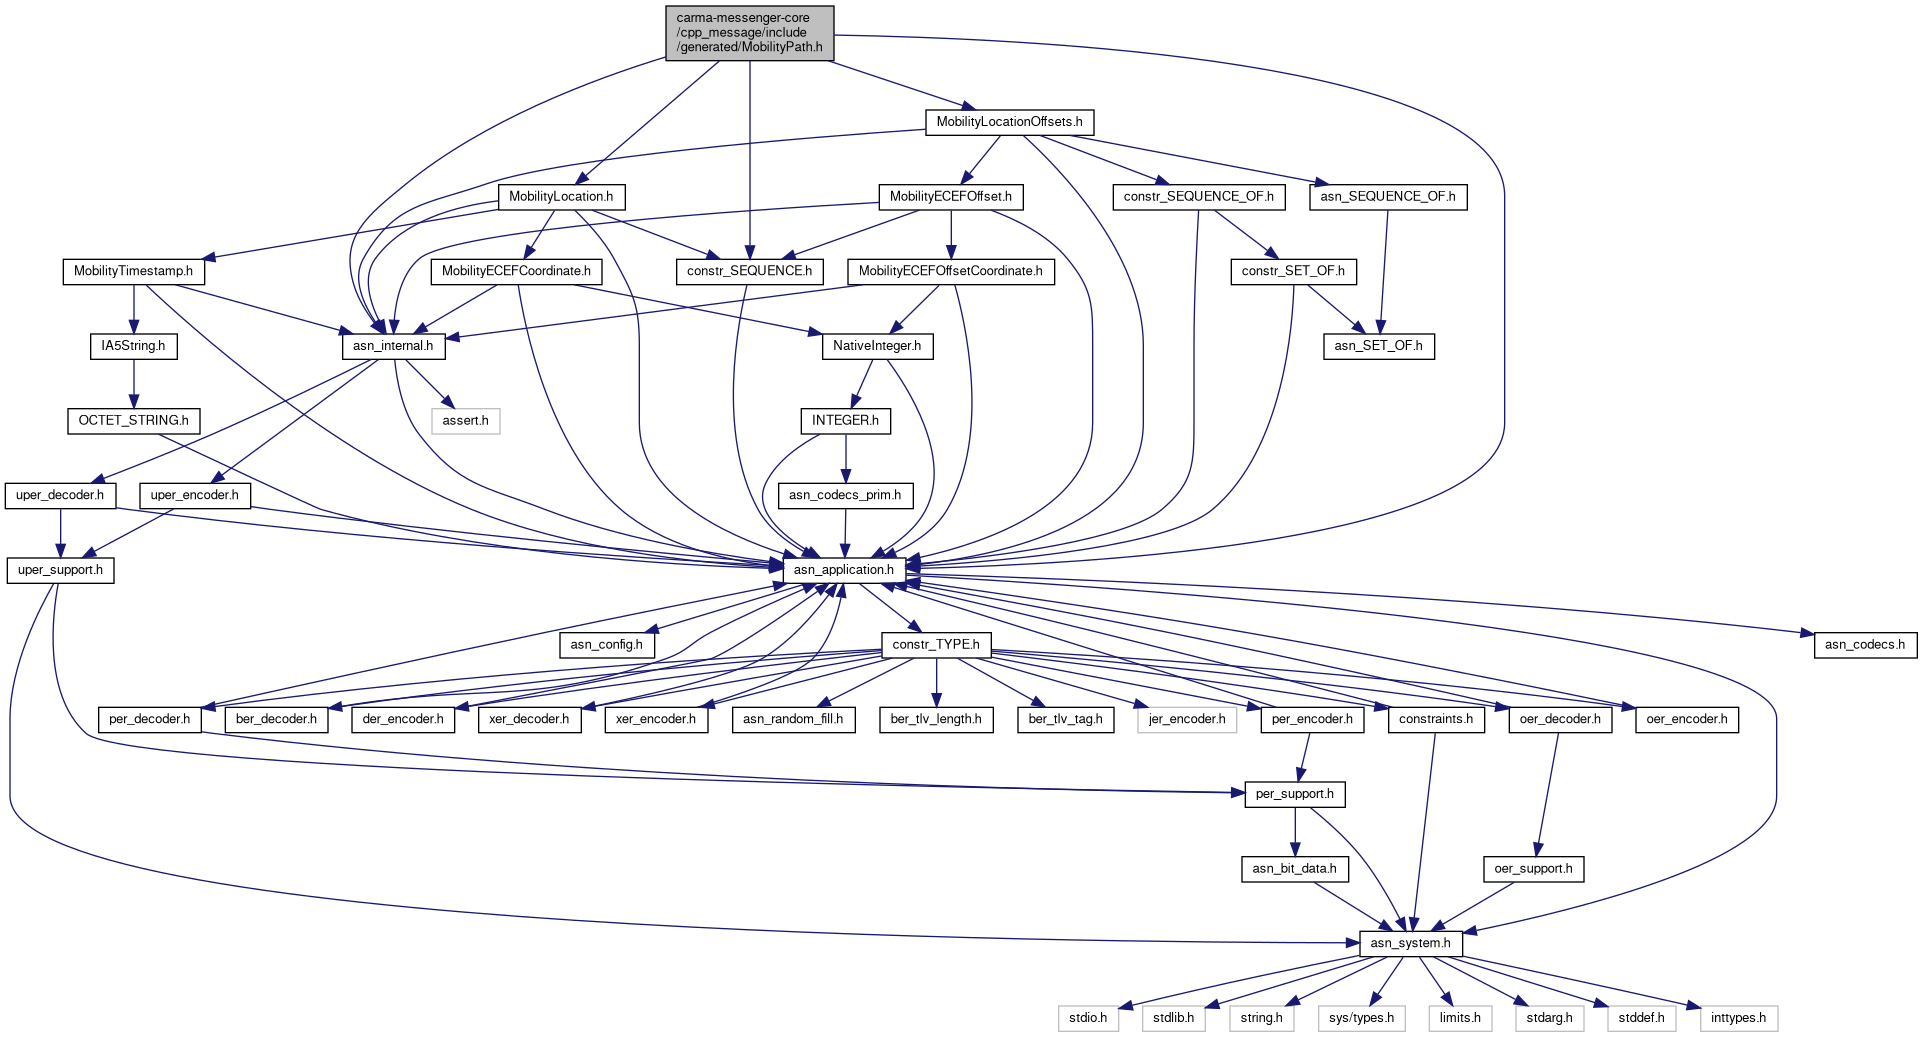 carma-messenger-core
/cpp_message/include
/generated/MobilityPath.h
MobilityLocationOffsets.h
MobilityLocation.h
MobilityECEFOffset.h
constr_SEQUENCE_OF.h
asn_SEQUENCE_OF.h
MobilityTimestamp.h
MobilityECEFCoordinate.h
constr_SEQUENCE.h
MobilityECEFOffsetCoordinate.h
constr_SET_OF.h
IA5String.h
asn_internal.h
NativeInteger.h
asn_SET_OF.h
OCTET_STRING.h
assert.h
INTEGER.h
uper_decoder.h
uper_encoder.h
asn_codecs_prim.h
uper_support.h
asn_application.h
asn_config.h
constr_TYPE.h
asn_codecs.h
per_decoder.h
ber_decoder.h
der_encoder.h
xer_decoder.h
xer_encoder.h
asn_random_fill.h
ber_tlv_length.h
ber_tlv_tag.h
jer_encoder.h
per_encoder.h
constraints.h
oer_decoder.h
oer_encoder.h
per_support.h
asn_bit_data.h
oer_support.h
asn_system.h
stdio.h
stdlib.h
string.h
sys/types.h
limits.h
stdarg.h
stddef.h
inttypes.h